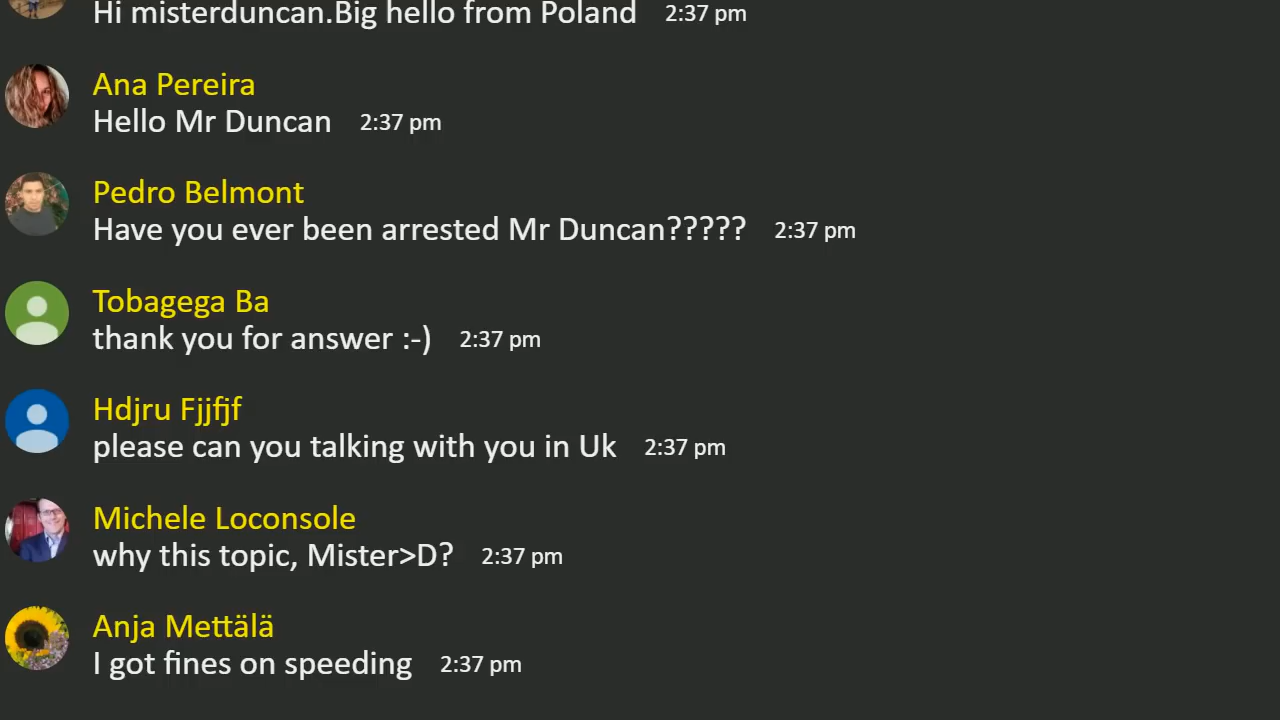 Hi misterduncan.Big hello from Poland 2:37 pm
Ana Pereira
Hello Mr Duncan 2:37 pm
Pedro Belmont
Have you ever been arrested Mr Duncan????? 2:37 pm
Tobagega Ba
thank you for answer :-) 2:37 pm
Hdjru Fjjfjf
please can you talking with you in Uk 2:37 pm
Michele Loconsole
why this topic, Mister>D? 2:37 pm
Anja Mettälä
I got fines on speeding 2:37 pm